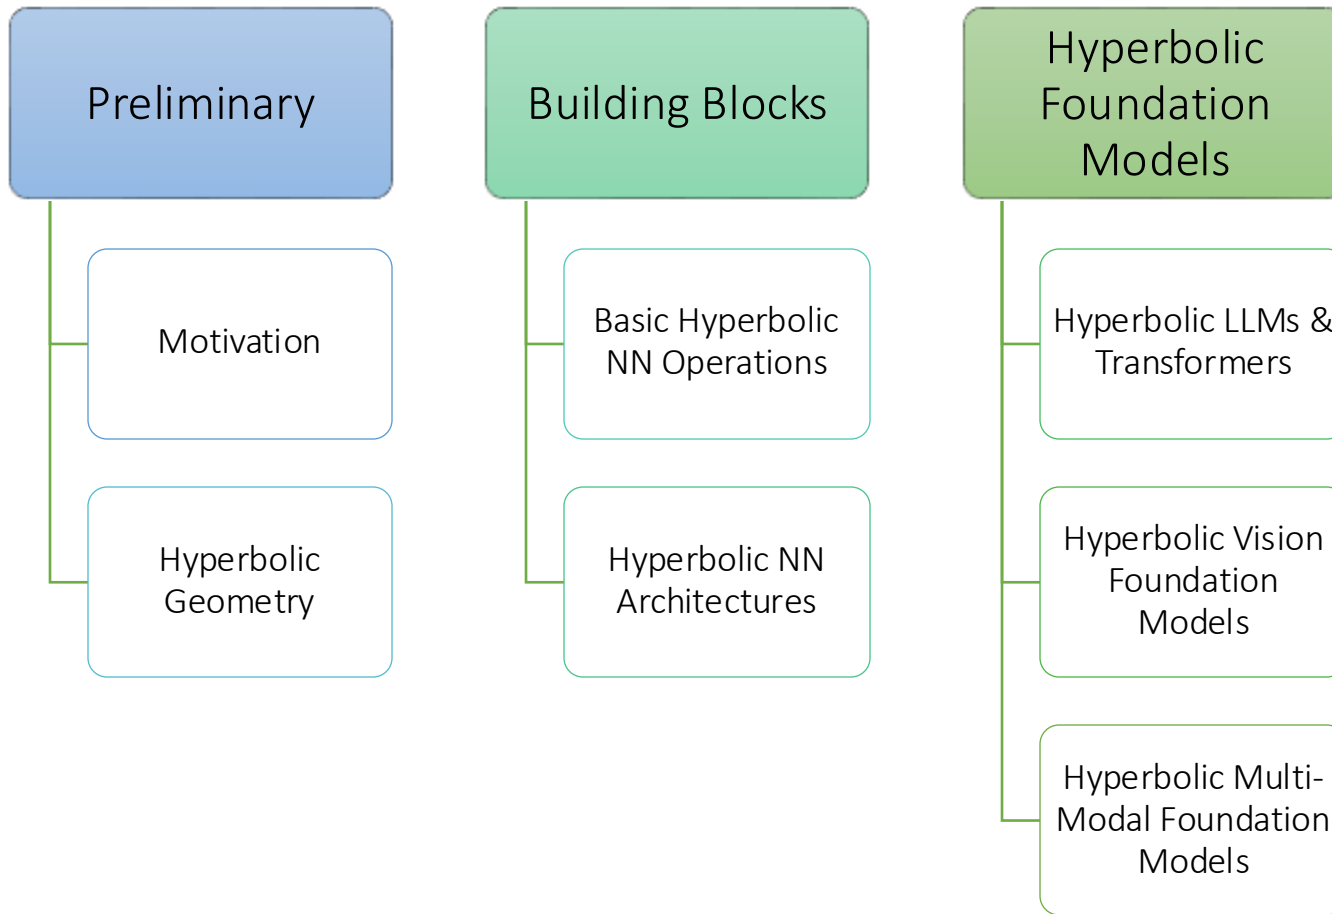 Preliminary
Motivation
Hyperbolic
Geometry
Building Blocks
Basic Hyperbolic
NN Operations
Hyperbolic NN
Architectures
Hyperbolic
Foundation
Models
Hyperbolic LLMs &
Transformers
Hyperbolic Vision
Foundation
Models
Hyperbolic Multi-
Modal Foundation
Models